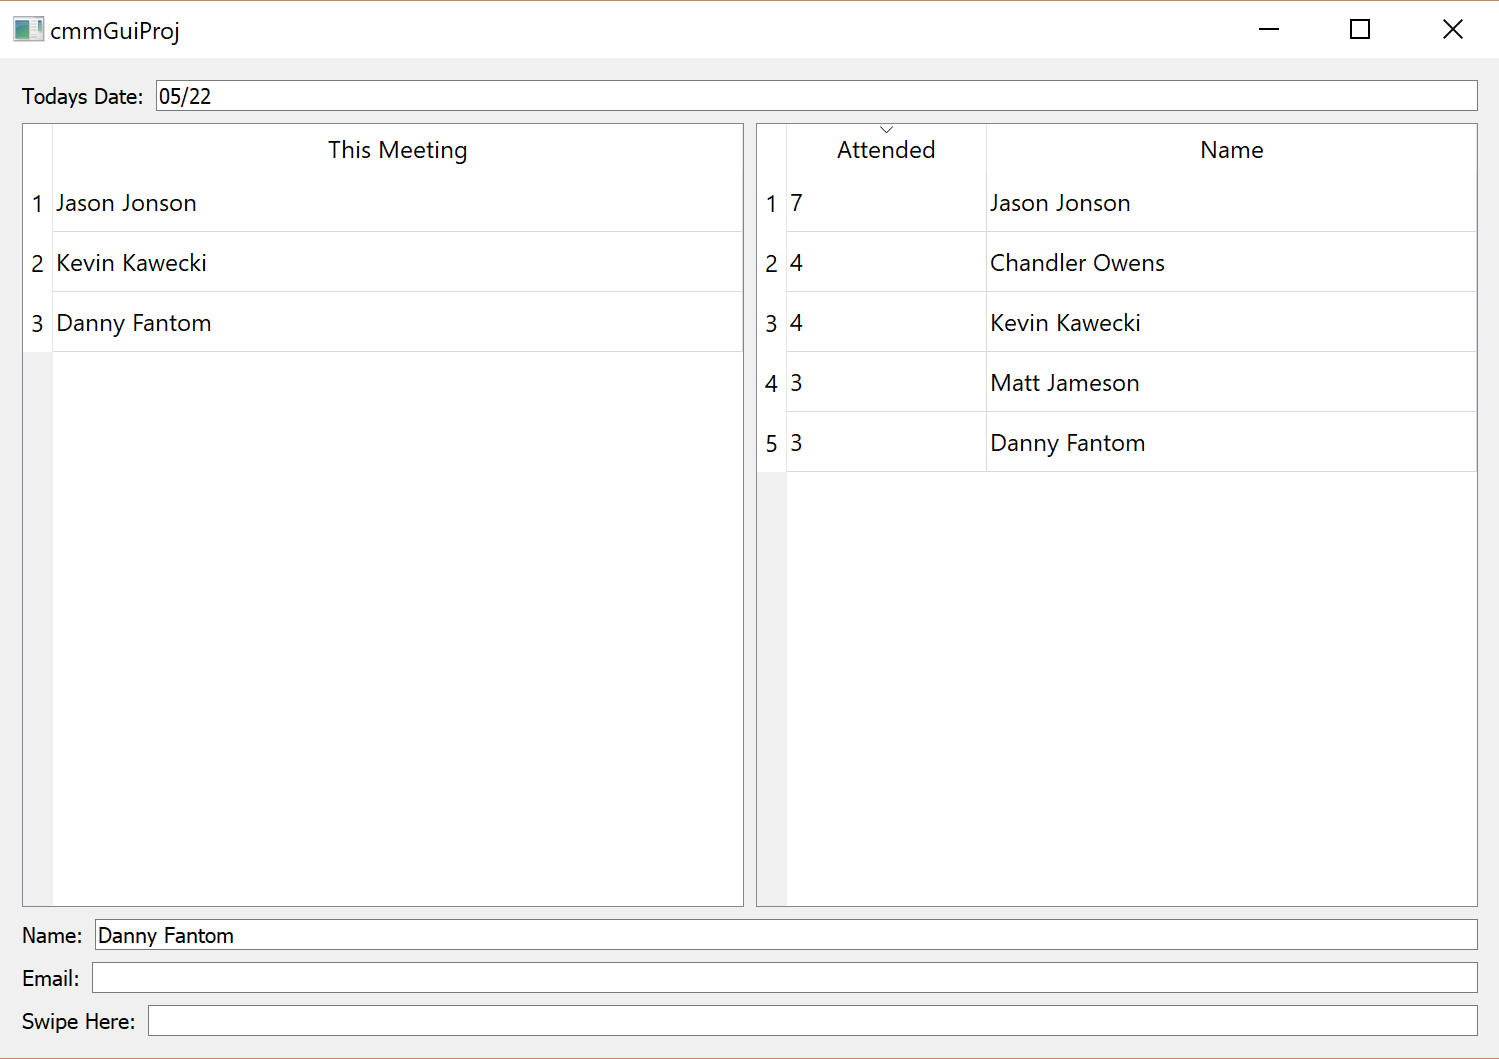 cmmGuiProj
Todays Date: 05/22
This Meeting
1 Jason Jonson
2 Kevin Kawecki
3 Danny Fantom
Attended Name
1 7 Jason Jonson
2 4 Chandler Owens
3 4 Kevin Kawecki
4 3 Matt Jameson
5 3 Danny Fantom
Name: Danny Fantom
Email:
Swipe Here: